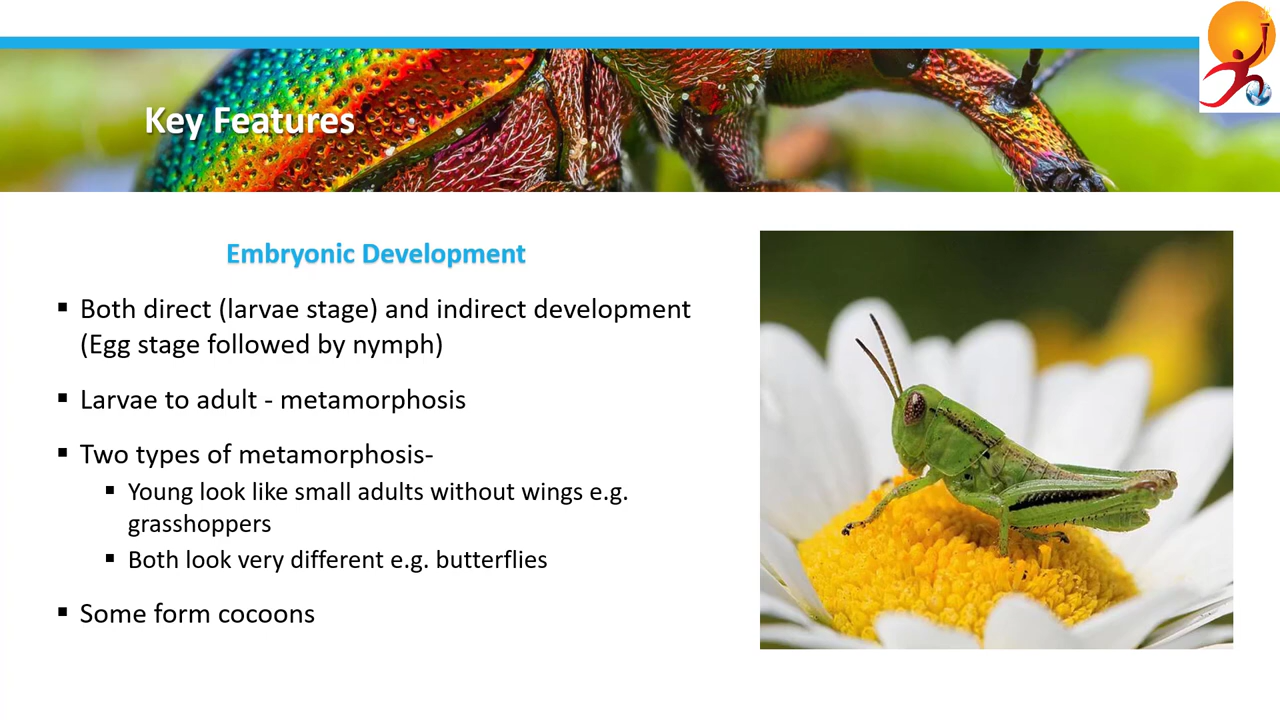 Key Features
Embryonic Development
▪ Both direct (larvae stage) and indirect development
(Egg stage followed by nymph)
▪ Larvae to adult - metamorphosis
▪ Two types of metamorphosis-
▪ Young look like small adults without wings e.g.
grasshoppers
▪ Both look very different e.g. butterflies
▪ Some form cocoons